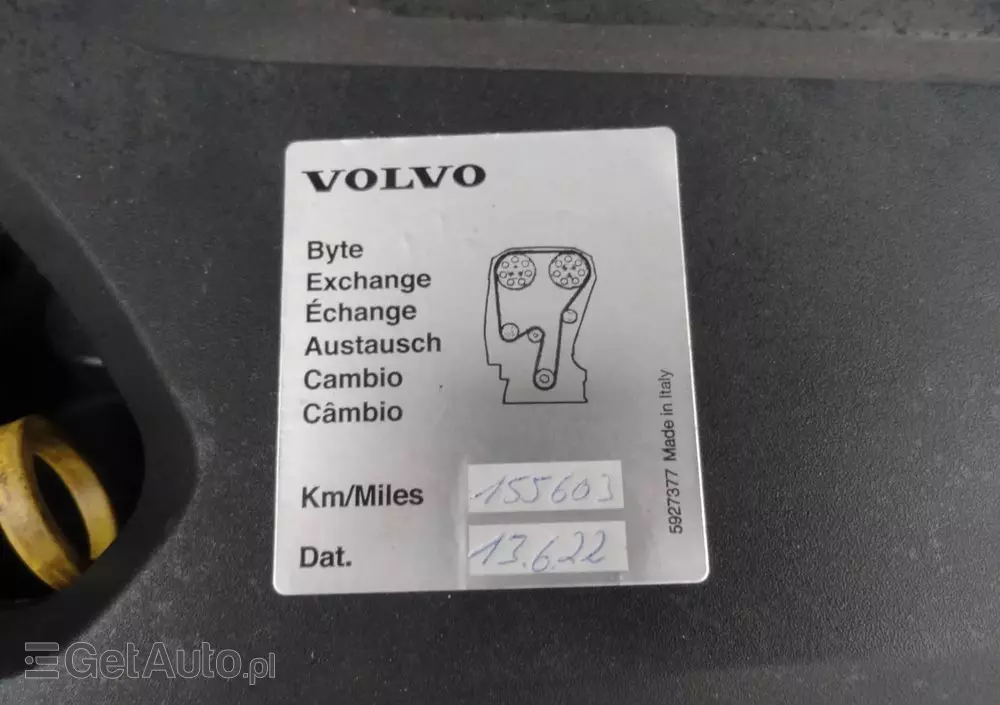 VOLVO
Byte
Exchange
Échange
Austausch
Cambio
Câmbio
Km/Miles 155603
Dat. 13.6.22
5927377 Made in Italy
GetAuto.pl